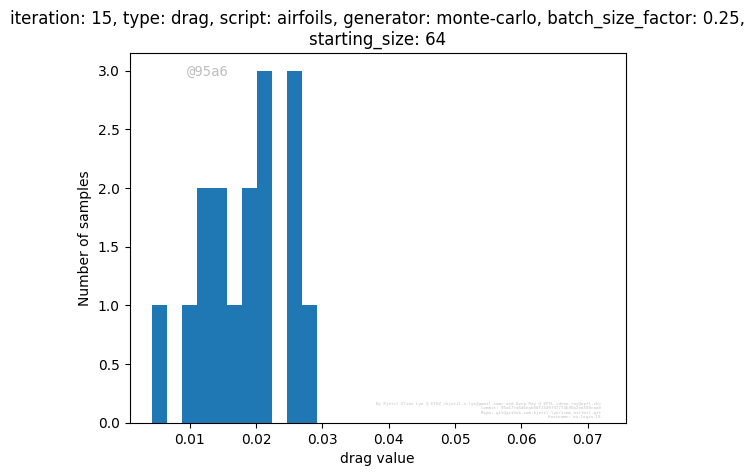 iteration: 15, type: drag, script: airfoils, generator: monte-carlo, batch_size_factor: 0.25,
starting_size: 64
@95a6
3.0
2.5
2.0
1.5
1.0
0.5
0.0
Number of samples
0.01 0.02 0.03 0.04 0.05 0.06 0.07
drag value